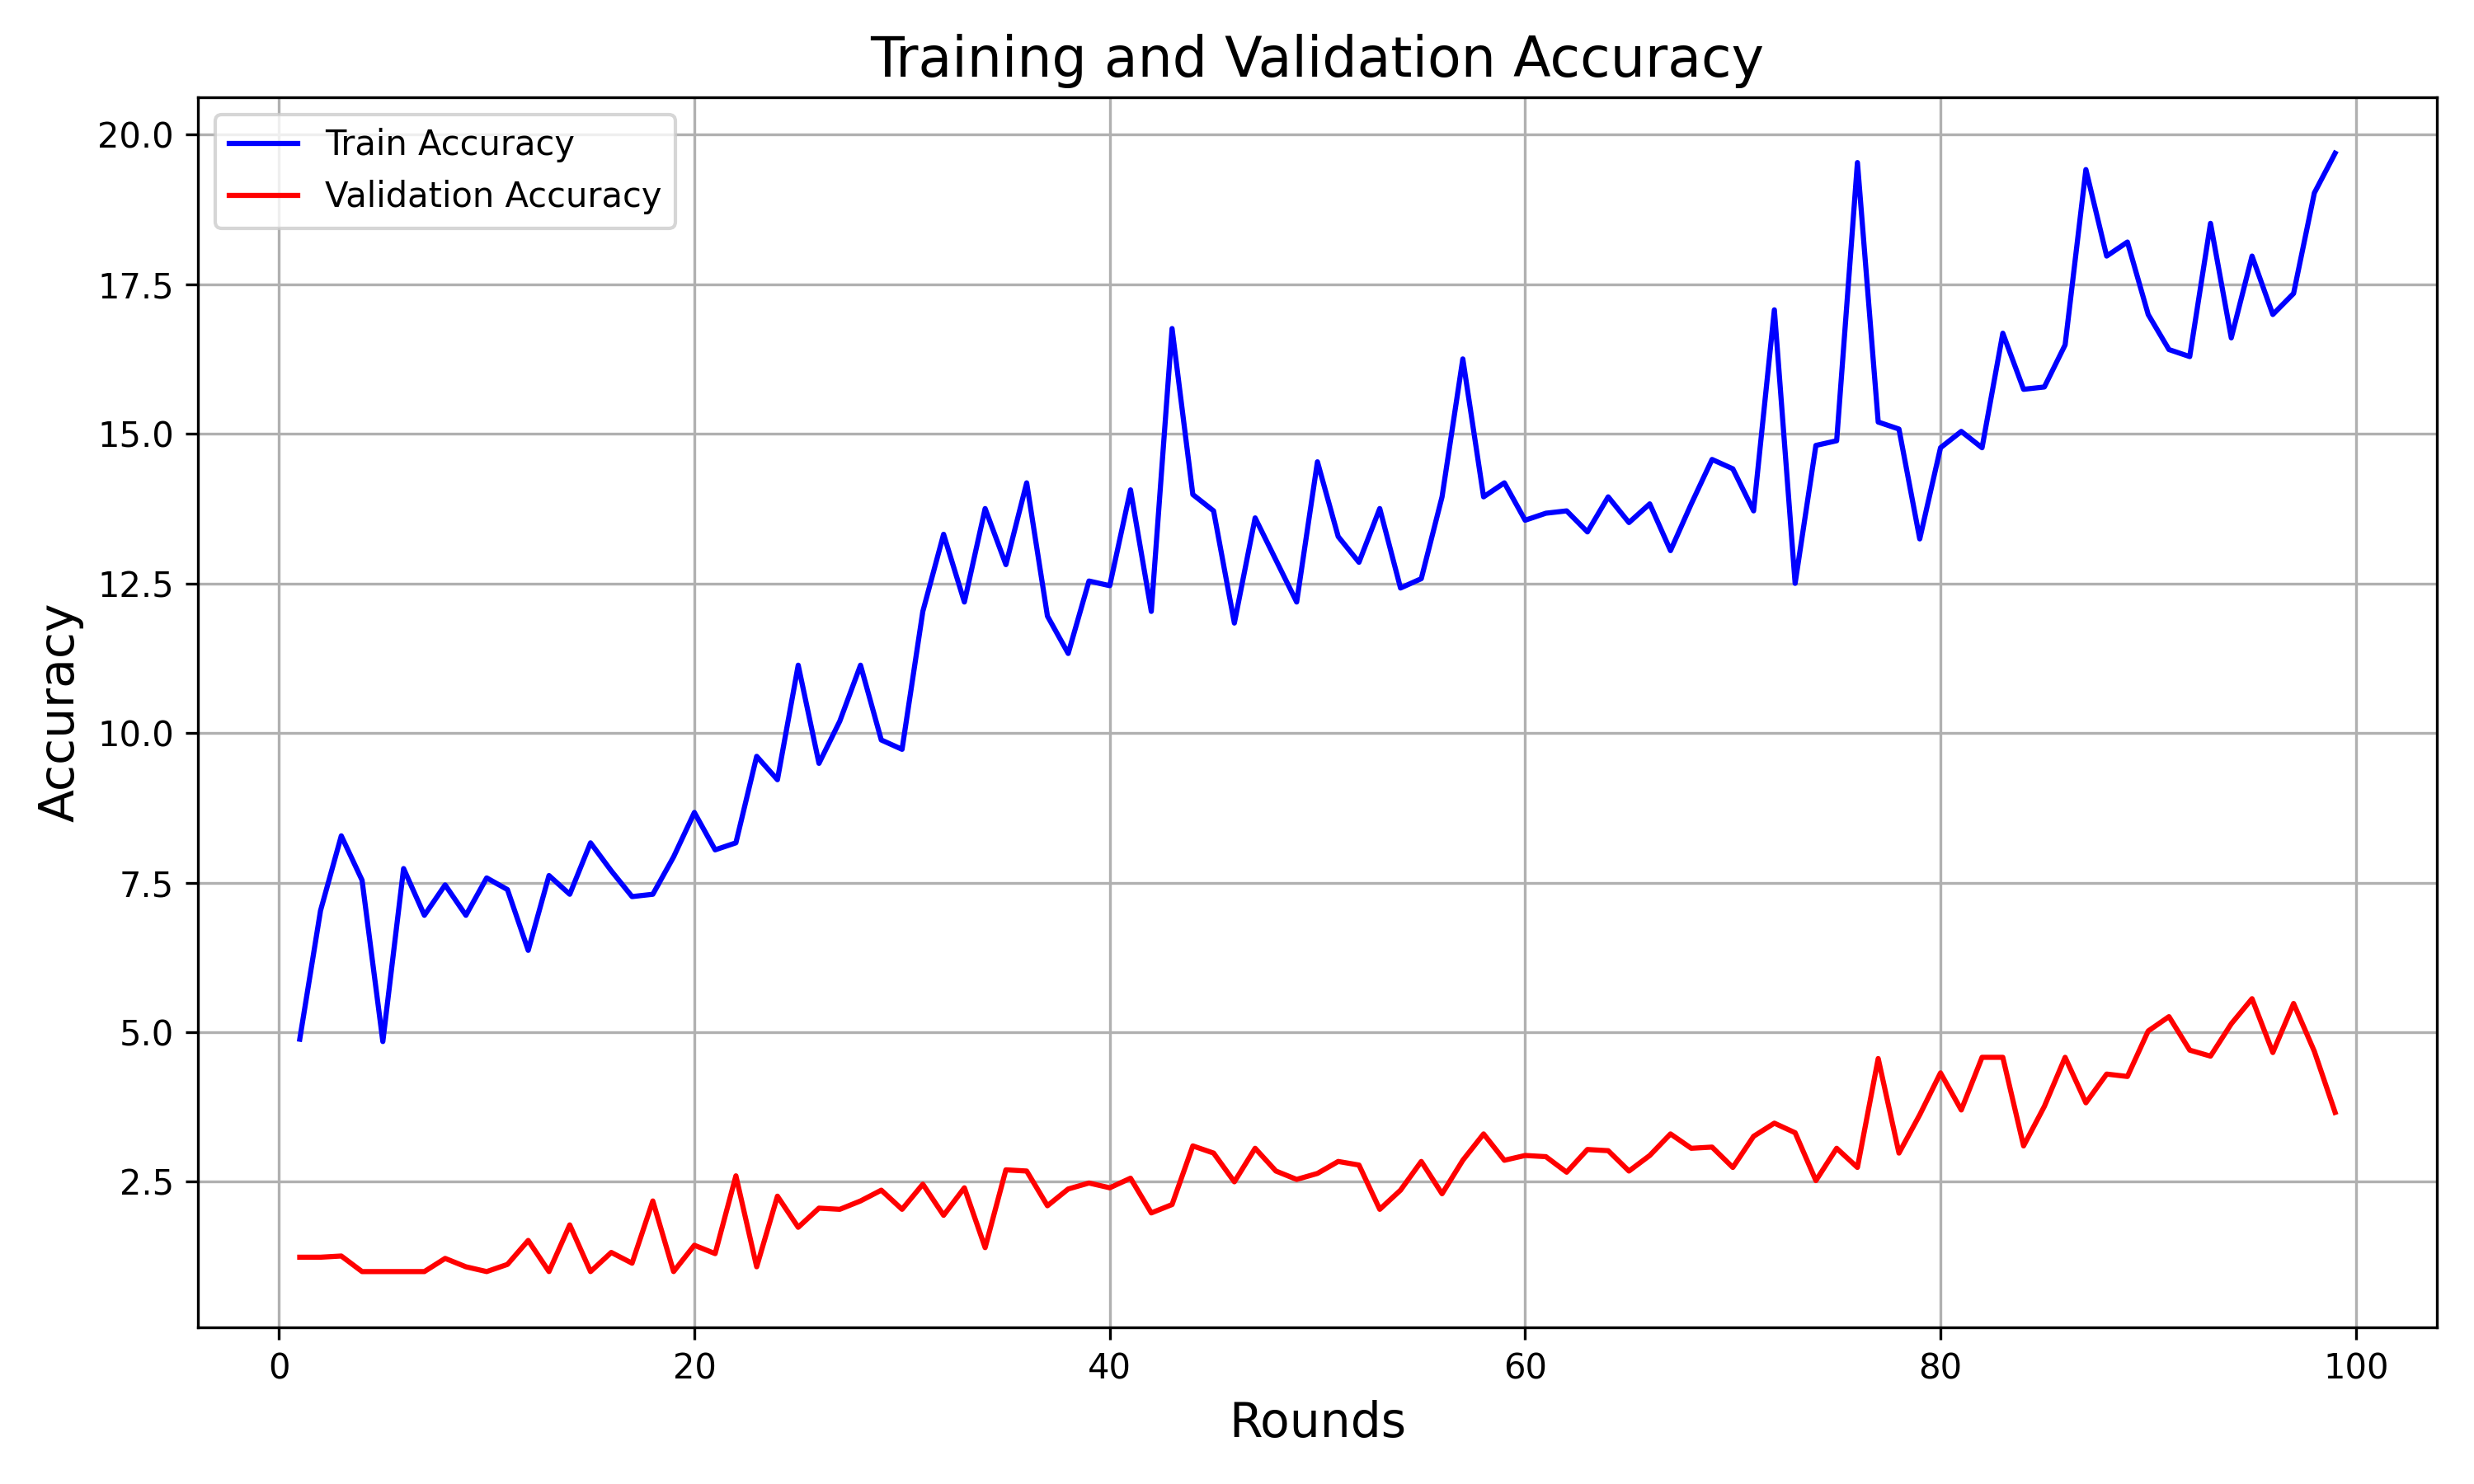 Training and Validation Accuracy
Train Accuracy
Validation Accuracy
Accuracy
20.0
17.5
15.0
12.5
10.0
7.5
5.0
2.5
0 20 40 60 80 100
Rounds